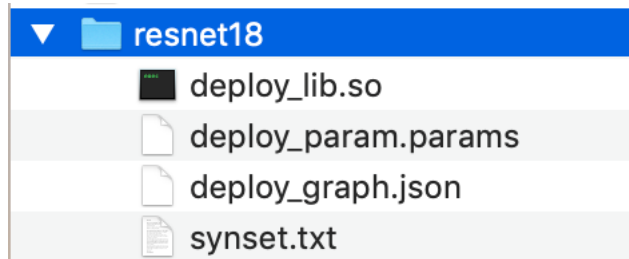 resnet18
deploy_lib.so
deploy_param.params
deploy_graph.json
synset.txt